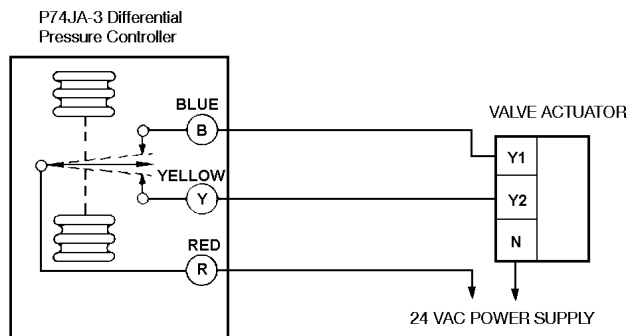 P74JA-3 Differential
Pressure Controller
BLUE
B
VALVE ACTUATOR
Y1
YELLOW
Y
Y2
N
RED
R
24 VAC POWER SUPPLY